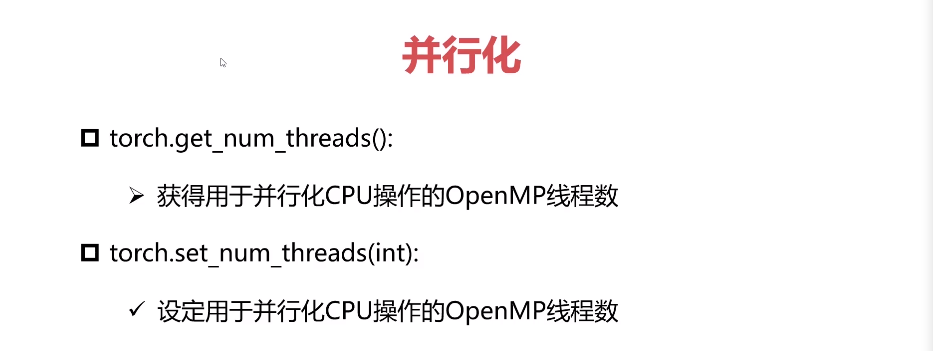 并行化
torch.get_num_threads():
获得用于并行化CPU操作的OpenMP线程数
torch.set_num_threads(int):
设定用于并行化CPU操作的OpenMP线程数